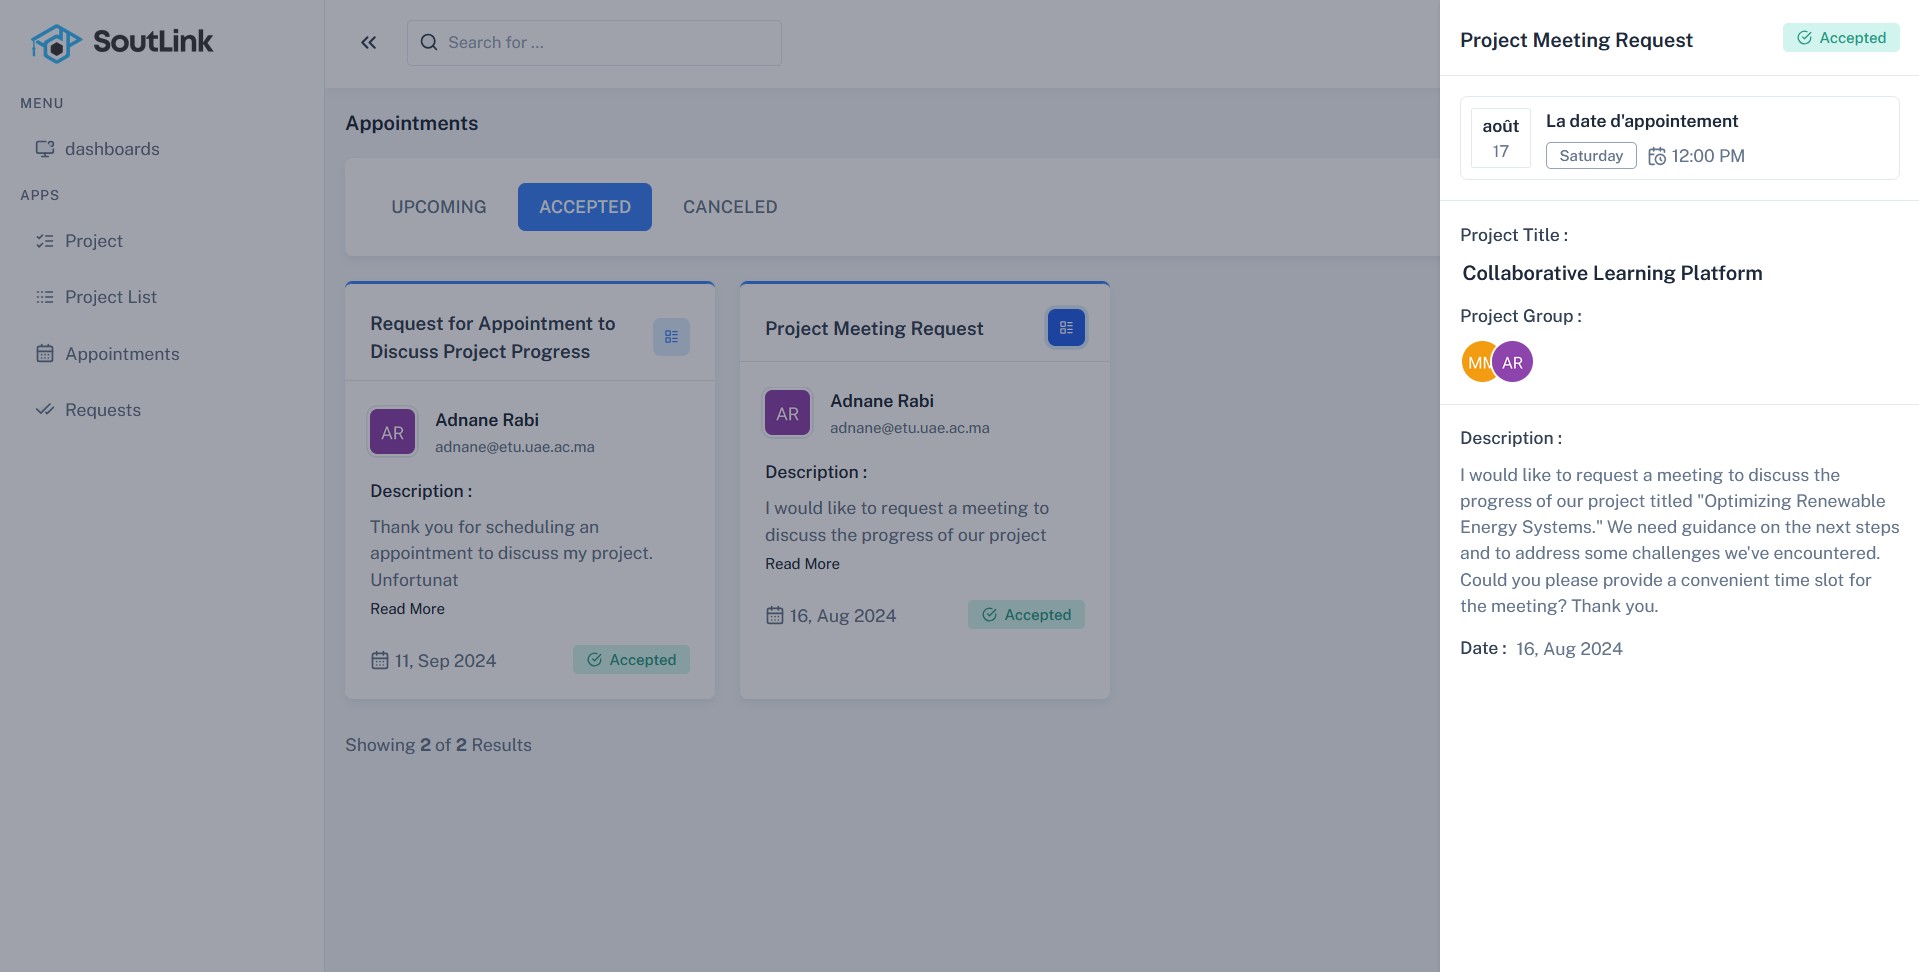 SoutLink
MENU
dashboards
APPS
Project
Project List
Appointments
Requests
Search for ...
Appointments
UPCOMING
ACCEPTED
CANCELED
Request for Appointment to
Discuss Project Progress
AR
Adnane Rabi
adnane@etu.uae.ac.ma
Description :
Thank you for scheduling an
appointment to discuss my project.
Unfortunat
Read More
11, Sep 2024
Accepted
Project Meeting Request
AR
Adnane Rabi
adnane@etu.uae.ac.ma
Description :
I would like to request a meeting to
discuss the progress of our project
Read More
16, Aug 2024
Accepted
Showing 2 of 2 Results
Project Meeting Request
Accepted
août
17
La date d'appointement
Saturday
12:00 PM
Project Title :
Collaborative Learning Platform
Project Group :
MM
AR
Description :
I would like to request a meeting to discuss the
progress of our project titled "Optimizing Renewable
Energy Systems." We need guidance on the next steps
and to address some challenges we've encountered.
Could you please provide a convenient time slot for
the meeting? Thank you.
Date : 16, Aug 2024